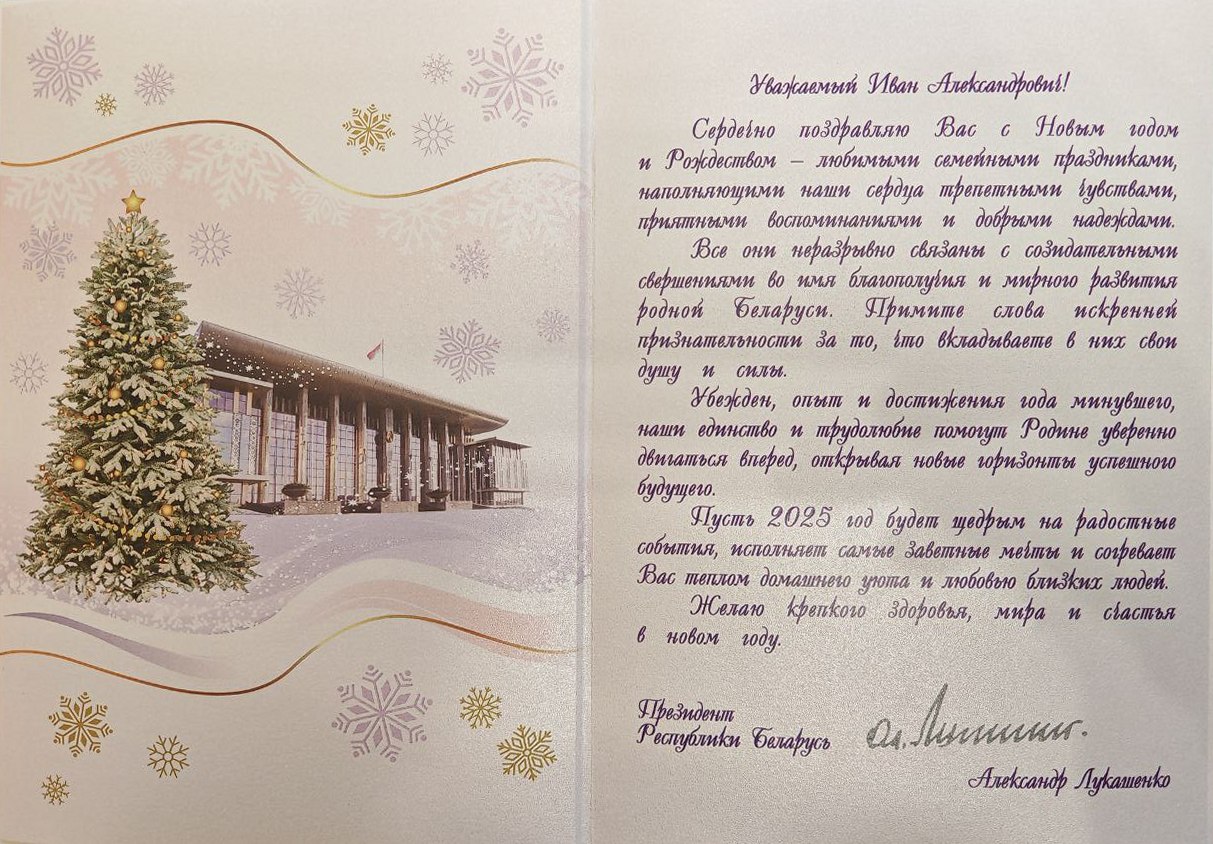 Уважаемый Иван Александрович!
Сердечно поздравляю Вас с Новым годом
и Рождеством – любимыми семейными праздниками,
наполняющими наши сердца трепетными чувствами,
приятными воспоминаниями и добрыми надеждами.
Все они неразрывно связаны с созидательными
свершениями во имя благополучия и мирного развития
родной Беларуси. Примите слова искренней
признательности за то, что вкладываете в них свои
душу и силы.
Убежден, опыт и достижения года минувшего,
наши единство и трудолюбие помогут Родине уверенно
двигаться вперед, открывая новые горизонты успешного
будущего.
Пусть 2025 год будет щедрым на радостные
события, исполняет самые заветные мечты и согревает
Вас теплом домашнего уюта и любовью близких людей.
Желаю крепкого здоровья, мира и счастья
в новом году.
Президент
Республики Беларусь
Александр Лукашенко